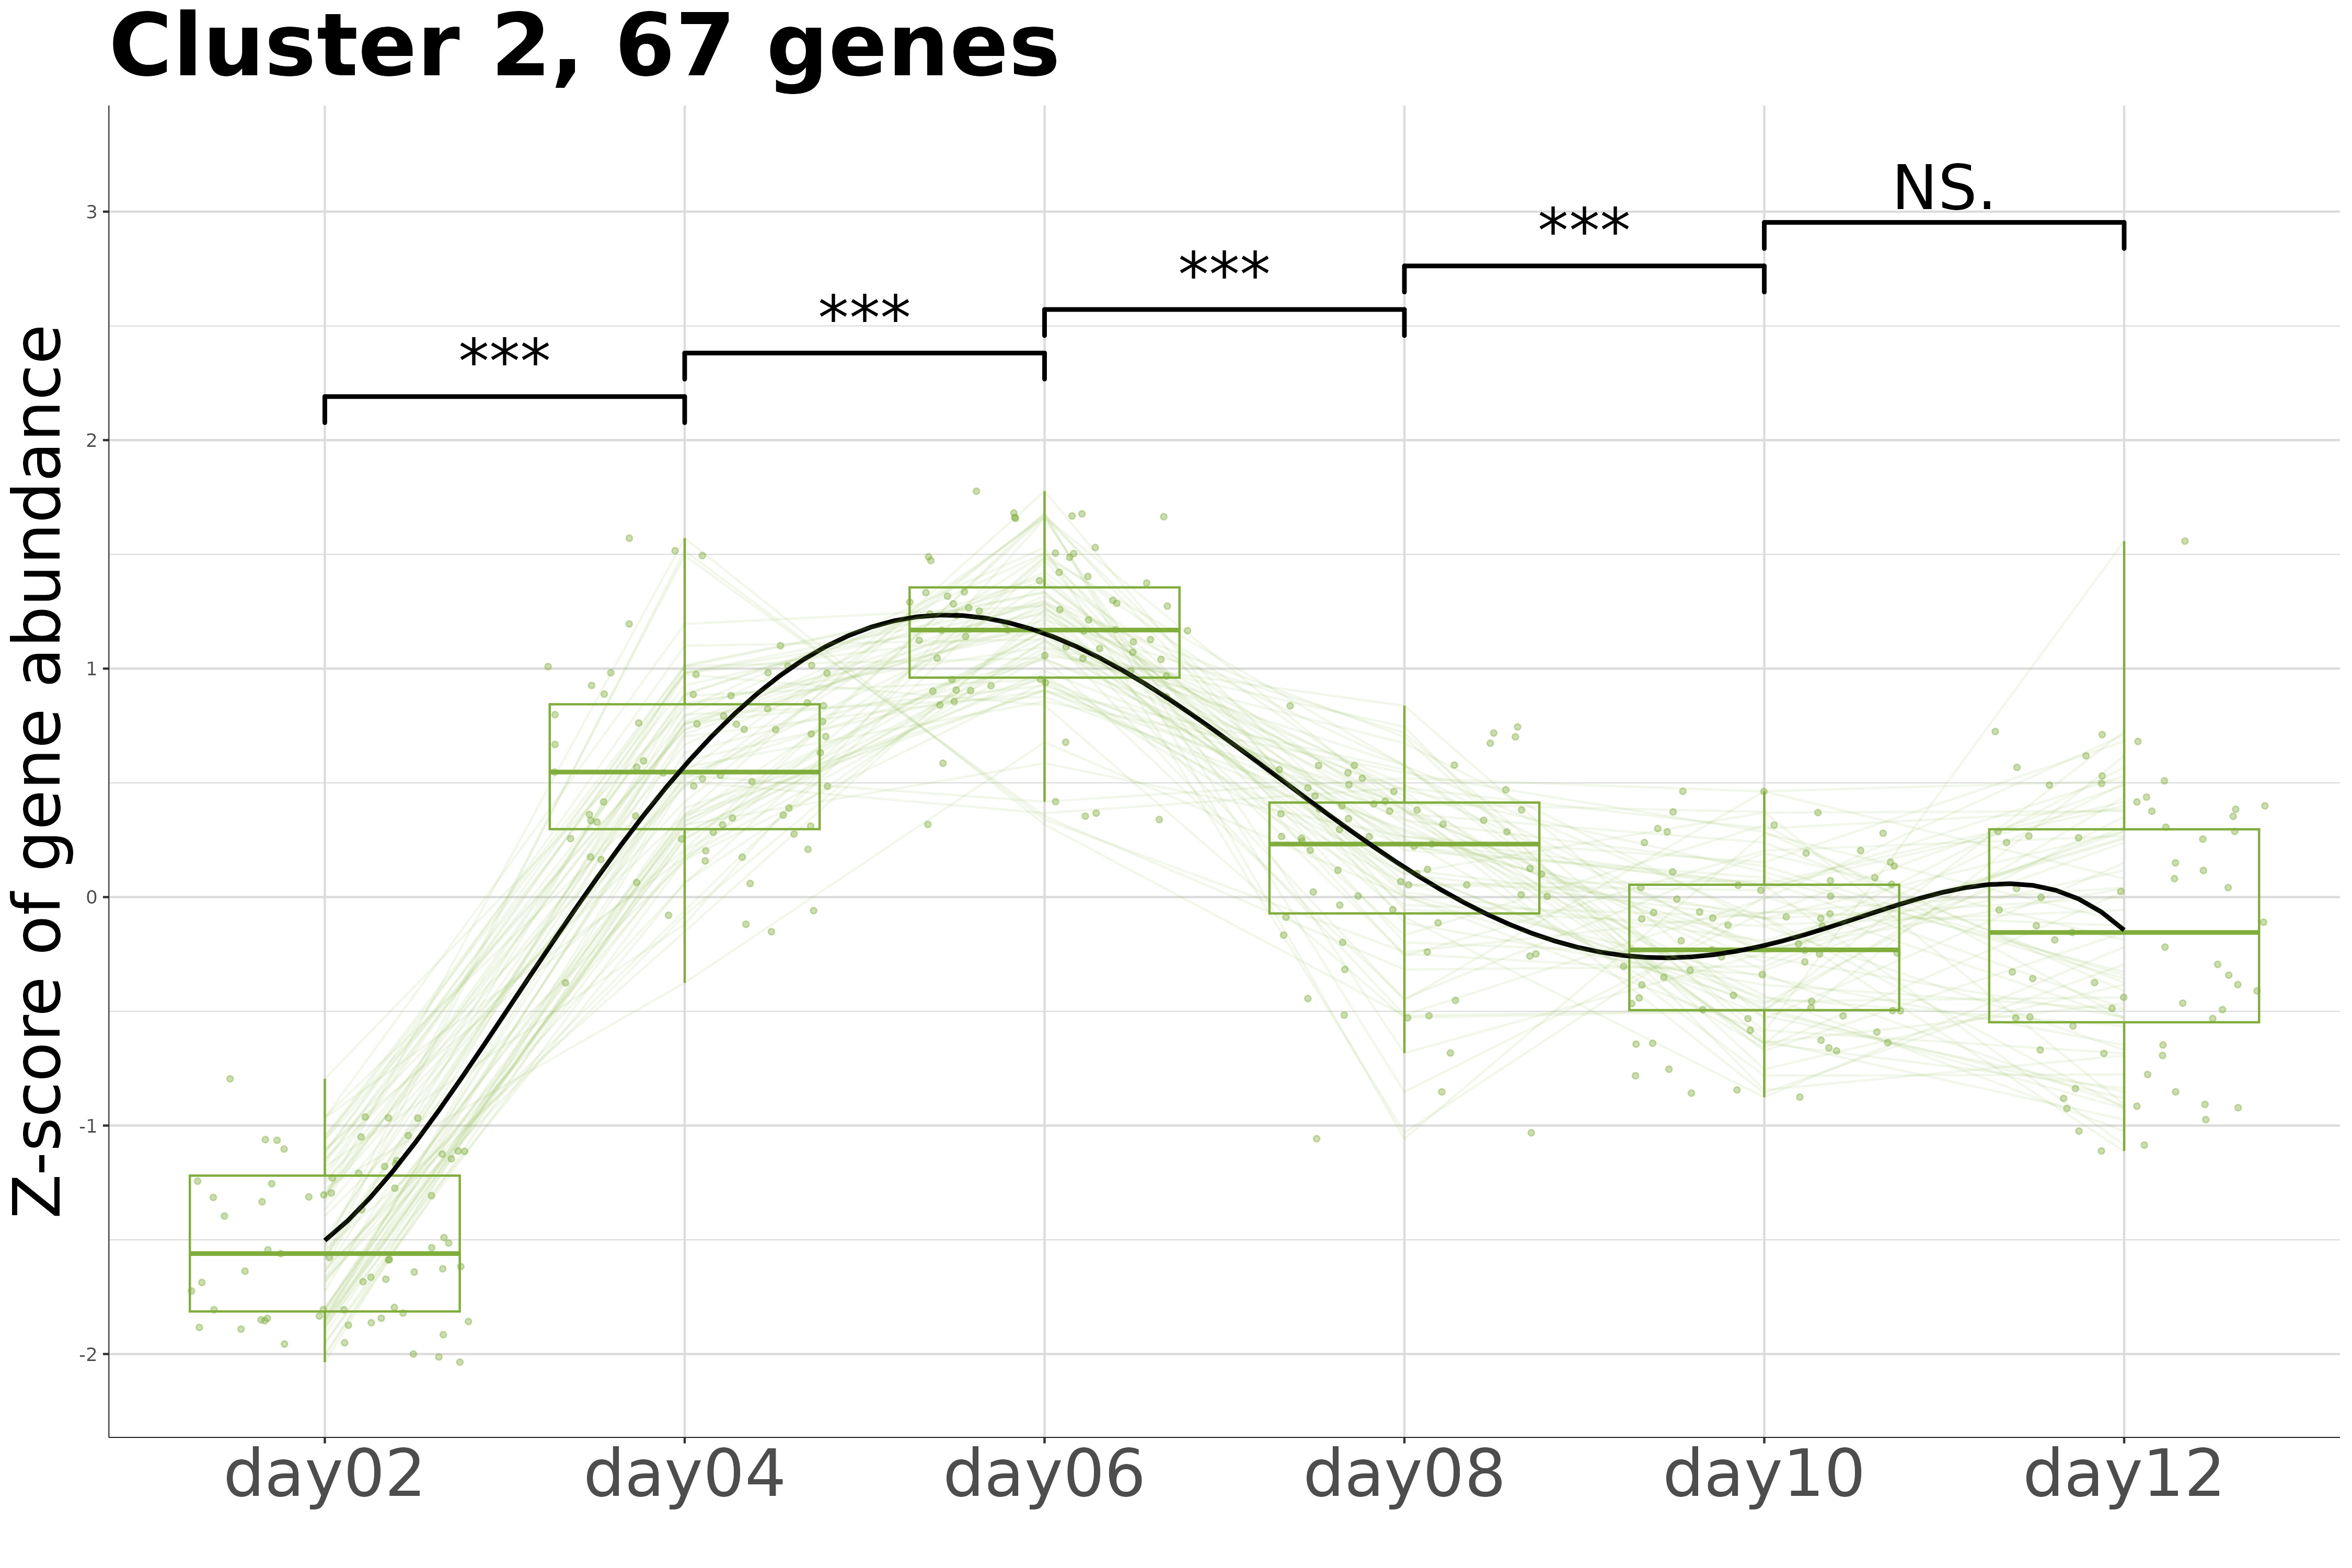 Cluster 2, 67 genes
Z-score of gene abundance
3
2
1
0
-1
-2
***
***
***
***
NS.
day02 day04 day06 day08 day10 day12